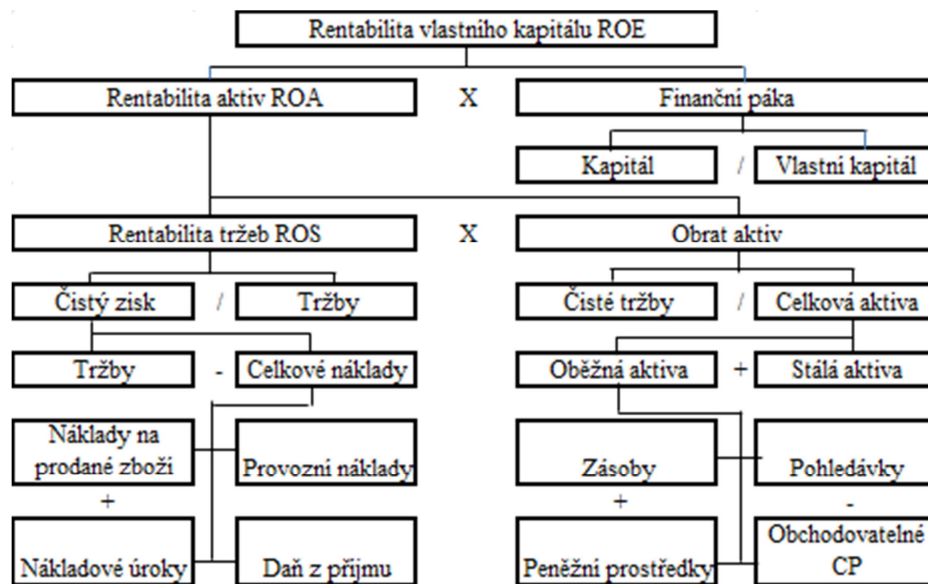 Rentabilita vlastního kapitálu ROE
Rentabilita aktiv ROA X Finanční páka
Kapitál / Vlastní kapitál
Rentabilita tržeb ROS X Obrat aktiv
Čistý zisk / Tržby Čisté tržby / Celková aktiva
Tržby - Celkové náklady Oběžná aktiva + Stálá aktiva
Náklady na
prodané zboží Provozní náklady Zásoby Pohledávky
+ + -
Nákladové úroky Daň z příjmu Peněžní prostředky Obchodovatelné
CP